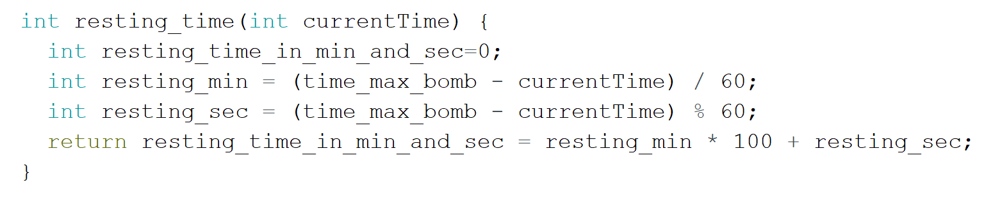 int resting_time(int currentTime) {
  int resting_time_in_min_and_sec=0;
  int resting_min = (time_max_bomb - currentTime) / 60;
  int resting_sec = (time_max_bomb - currentTime) % 60;
  return resting_time_in_min_and_sec = resting_min * 100 + resting_sec;
}